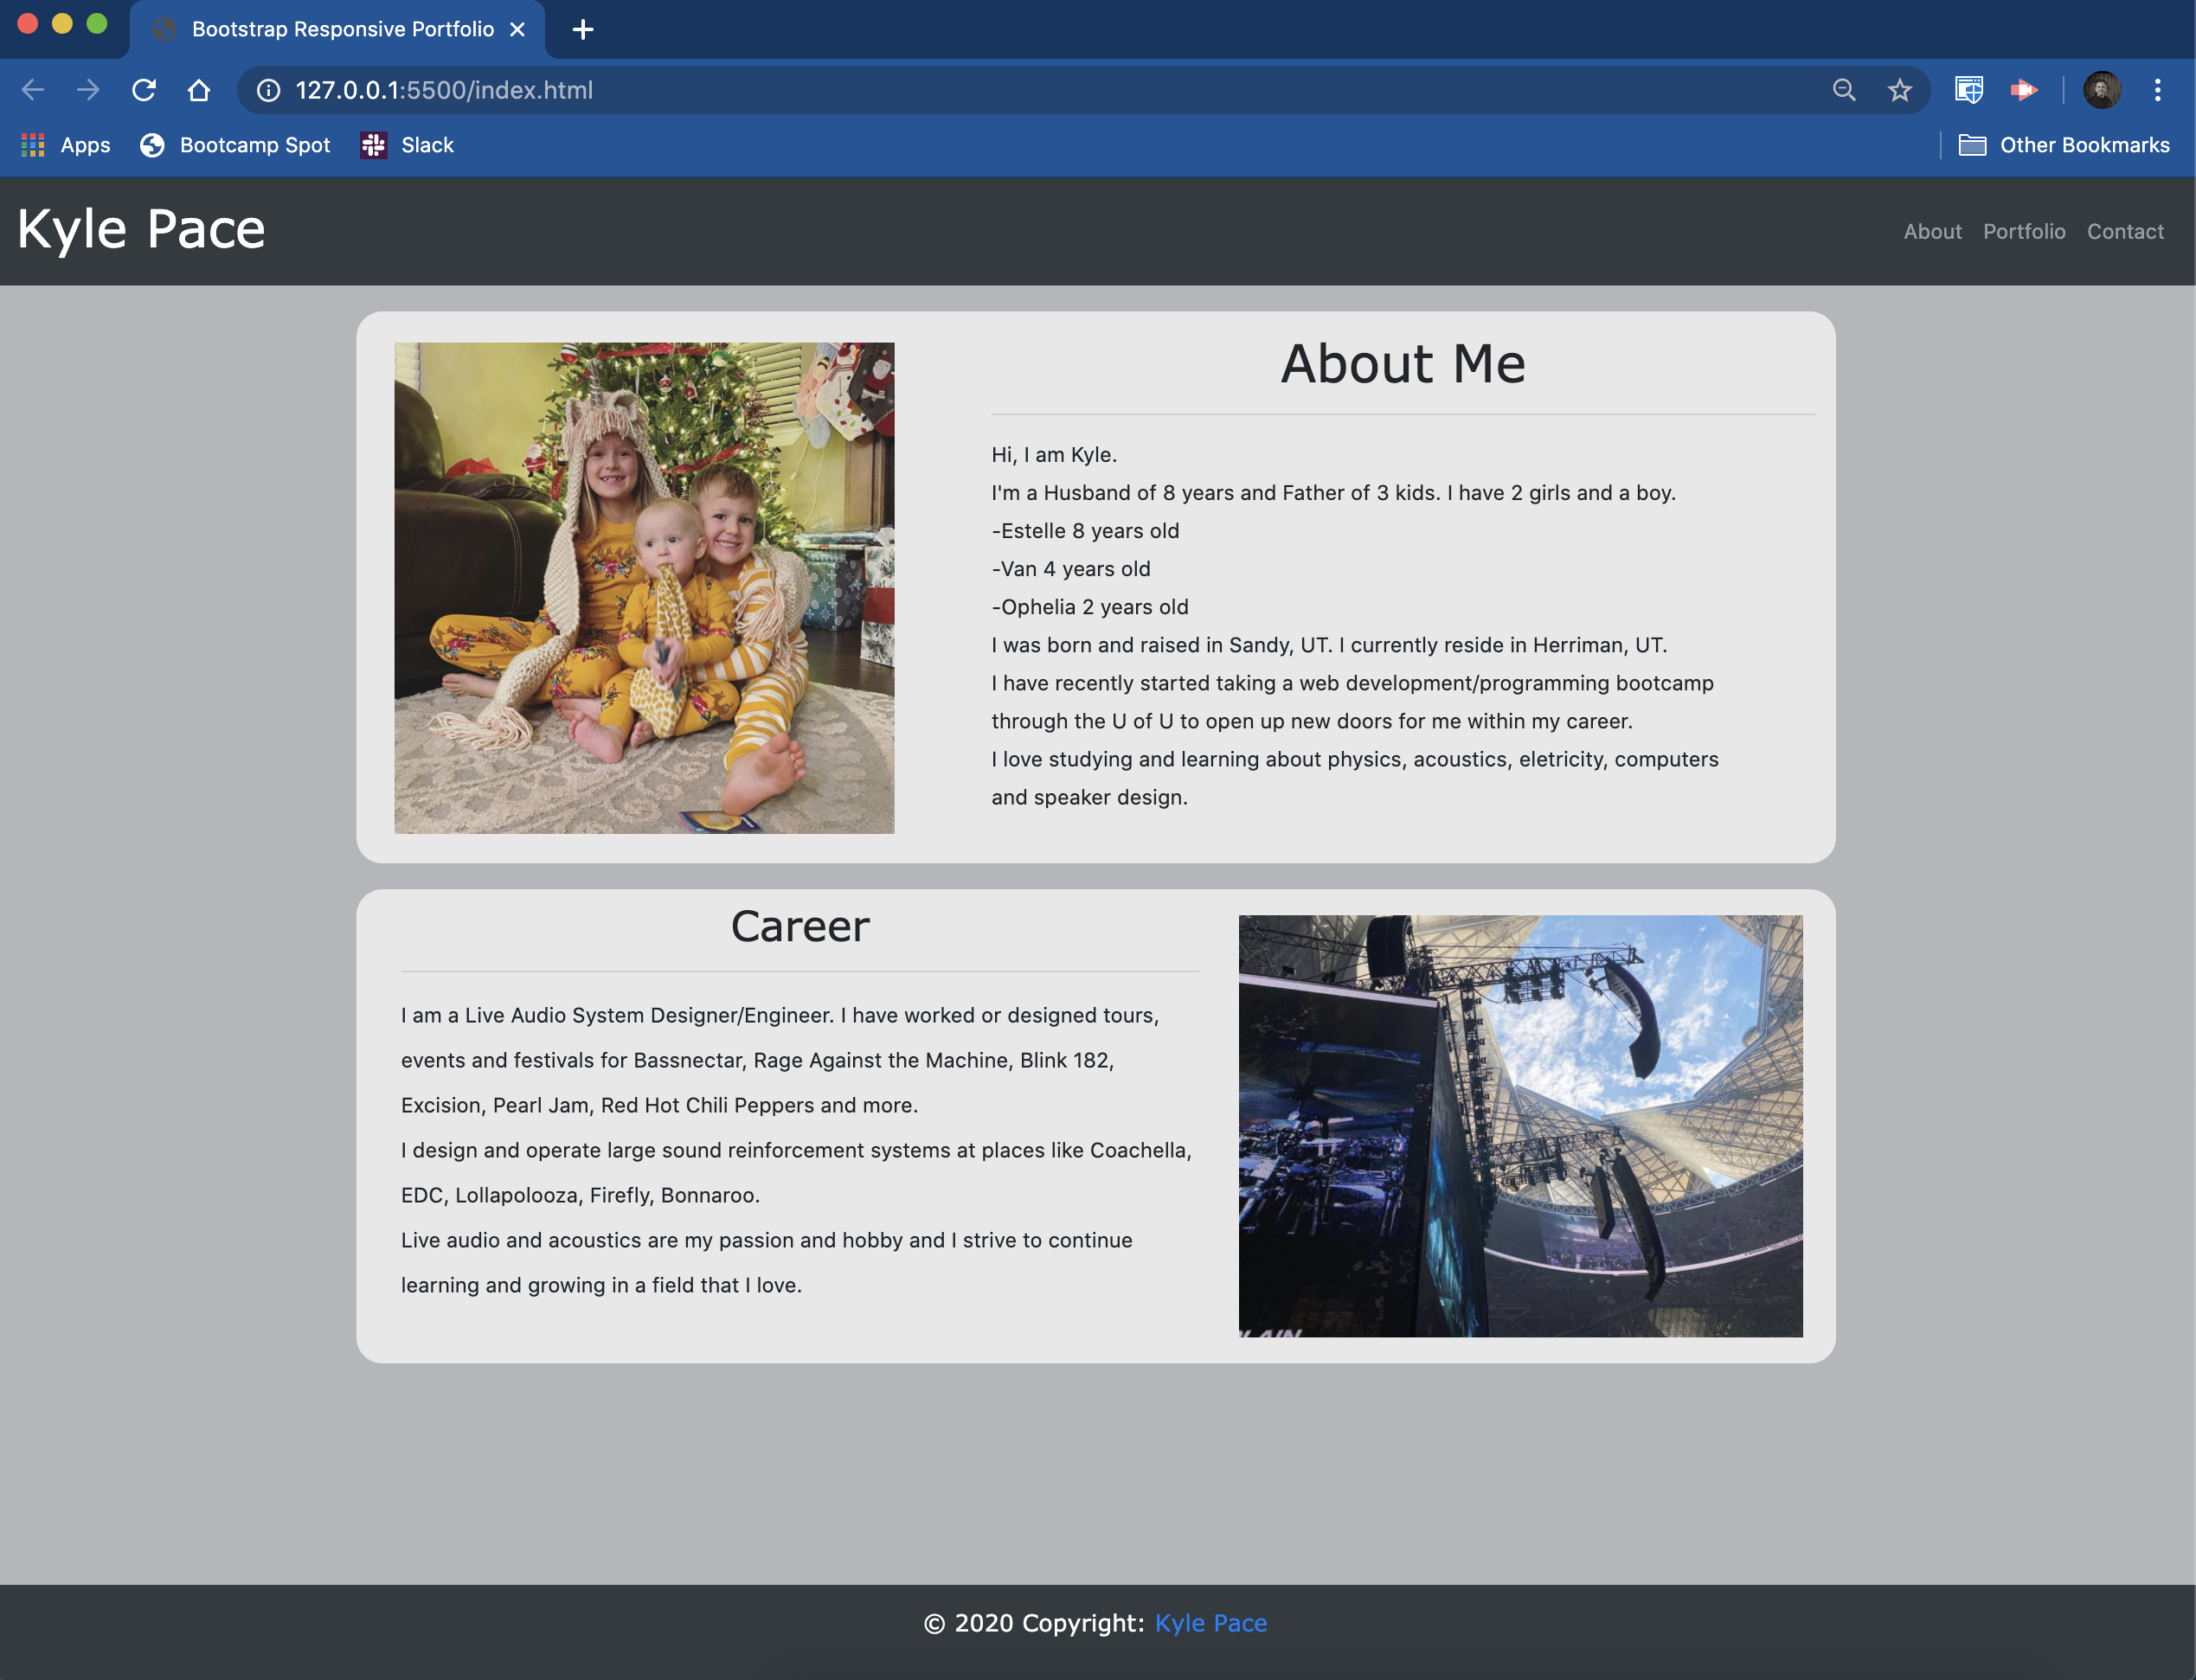 Bootstrap Responsive Portfolio
127.0.0.1:5500/index.html
Apps
Bootcamp Spot
Slack
Other Bookmarks
Kyle Pace
About
Portfolio
Contact
About Me
Hi, I am Kyle.
I'm a Husband of 8 years and Father of 3 kids. I have 2 girls and a boy.
-Estelle 8 years old
-Van 4 years old
-Ophelia 2 years old
I was born and raised in Sandy, UT. I currently reside in Herriman, UT.
I have recently started taking a web development/programming bootcamp
through the U of U to open up new doors for me within my career.
I love studying and learning about physics, acoustics, eletricity, computers
and speaker design.
Career
I am a Live Audio System Designer/Engineer. I have worked or designed tours,
events and festivals for Bassnectar, Rage Against the Machine, Blink 182,
Excision, Pearl Jam, Red Hot Chili Peppers and more.
I design and operate large sound reinforcement systems at places like Coachella,
EDC, Lollapolooza, Firefly, Bonnaroo.
Live audio and acoustics are my passion and hobby and I strive to continue
learning and growing in a field that I love.
© 2020 Copyright: Kyle Pace